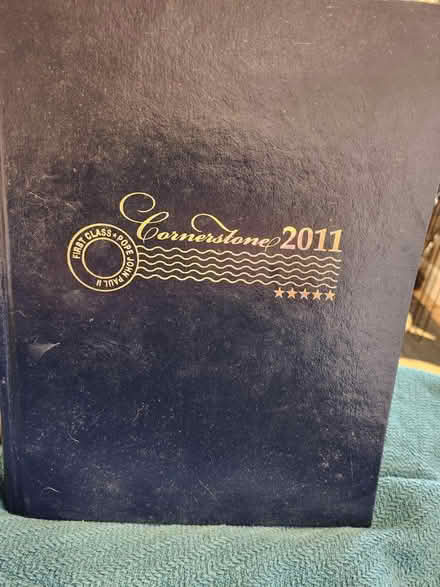 Cornerstone 2011
FIRST CLASS ★ POPE JOHN PAUL II
★★★★★